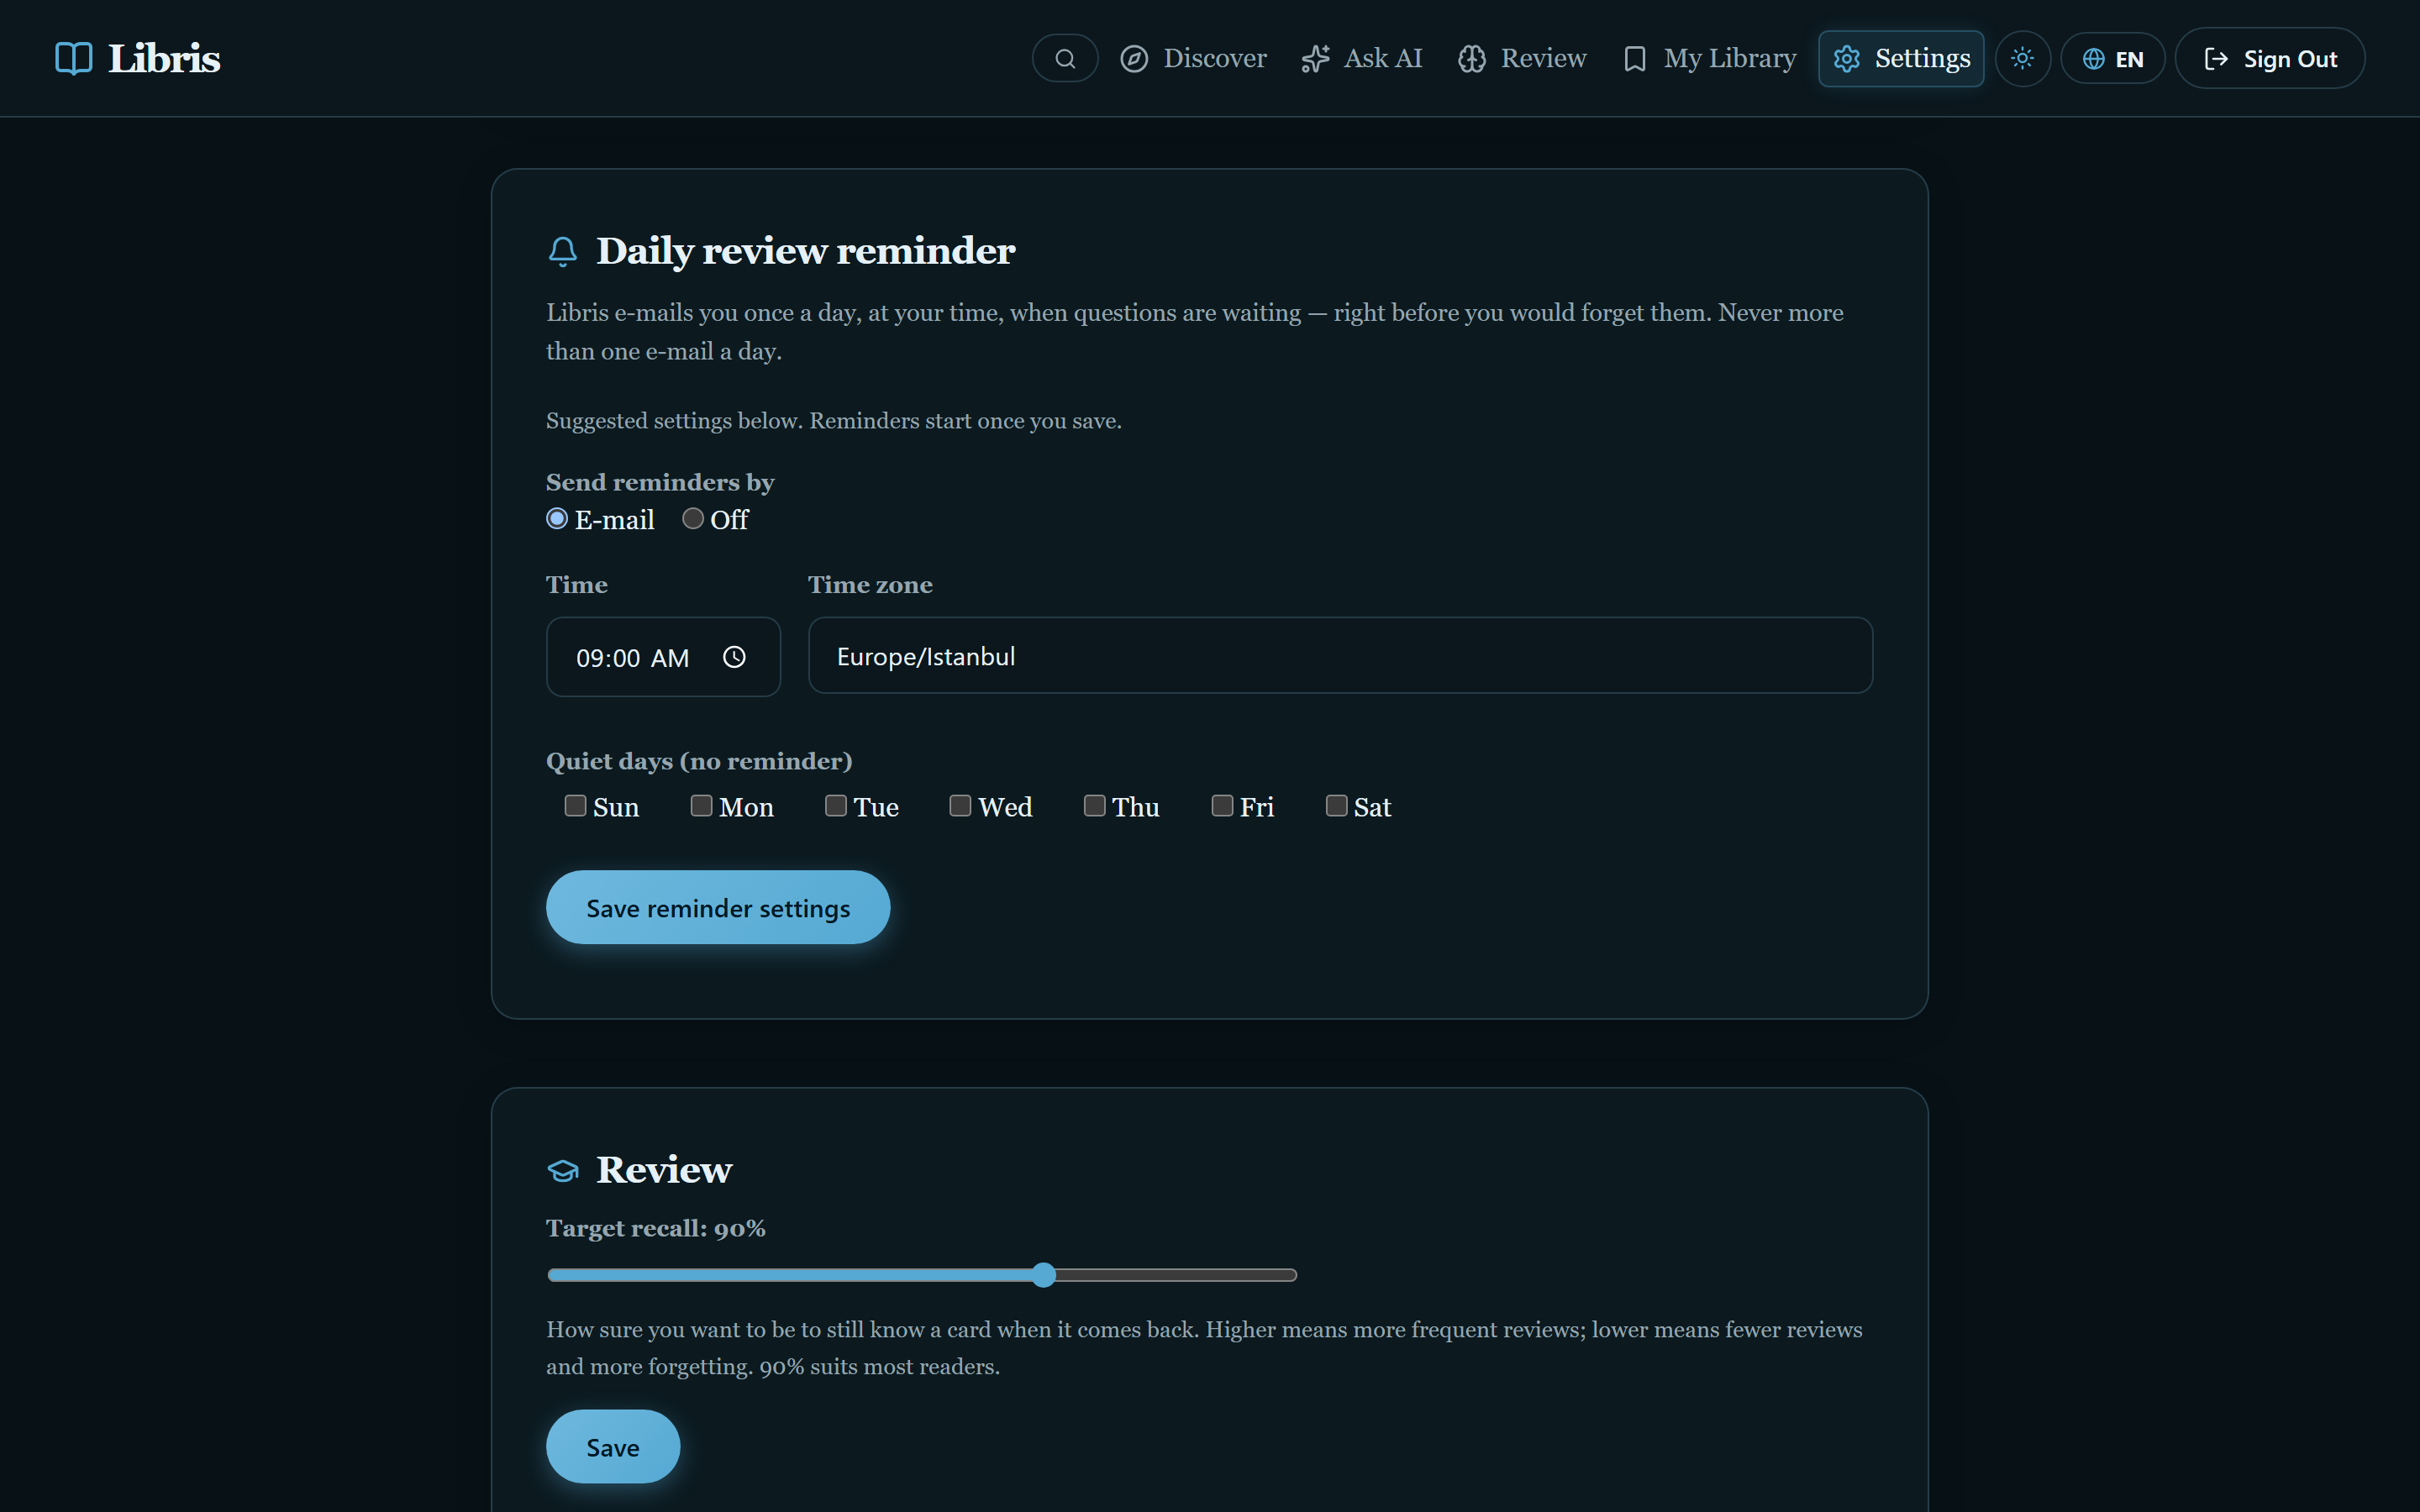 Libris
Discover
Ask AI
Review
My Library
Settings
EN
Sign Out
Daily review reminder
Libris e-mails you once a day, at your time, when questions are waiting — right before you would forget them. Never more
than one e-mail a day.
Suggested settings below. Reminders start once you save.
Send reminders by
E-mail Off
Time Time zone
09:00 AM Europe/Istanbul
Quiet days (no reminder)
Sun Mon Tue Wed Thu Fri Sat
Save reminder settings
Review
Target recall: 90%
How sure you want to be to still know a card when it comes back. Higher means more frequent reviews; lower means fewer reviews
and more forgetting. 90% suits most readers.
Save